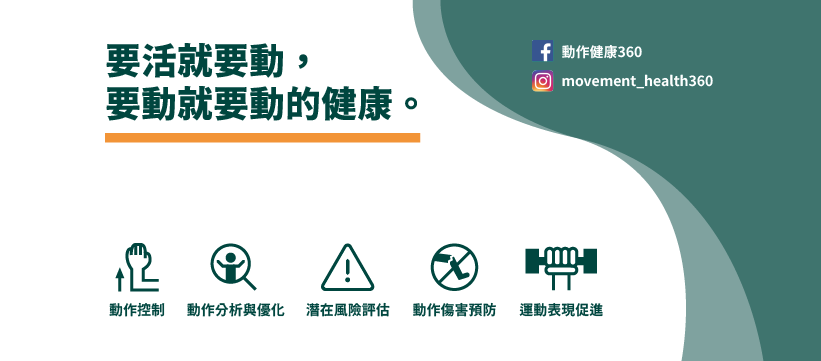 要活就要動，
要動就要動的健康。
動作健康360
movement_health360
動作控制
動作分析與優化
潛在風險評估
動作傷害預防
運動表現促進